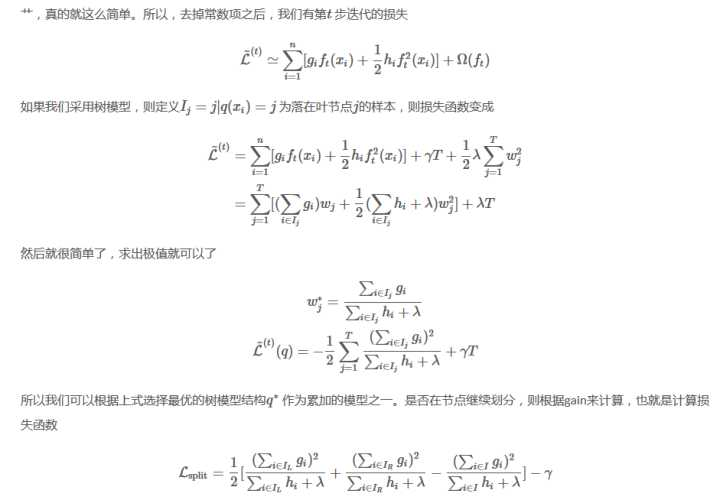 艹，真的就这么简单。所以，去掉常数项之后，我们有第t 步迭代的损失
$\tilde{\mathcal{L}}^{(t)} \simeq \sum_{i=1}^{n} [g_i f_t(x_i) + \frac{1}{2} h_i f_t^2(x_i)] + \Omega(f_t)$
如果我们采用树模型，则定义$I_j = j|q(x_i) = j$ 为落在叶节点$j$的样本，则损失函数变成
$\tilde{\mathcal{L}}^{(t)} = \sum_{i=1}^{n} [g_i f_t(x_i) + \frac{1}{2} h_i f_t^2(x_i)] + \gamma T + \frac{1}{2} \lambda \sum_{j=1}^{T} w_j^2$
$= \sum_{j=1}^{T} [(\sum_{i \in I_j} g_i) w_j + \frac{1}{2} (\sum_{i \in I_j} h_i + \lambda) w_j^2] + \lambda T$
然后就很简单了，求出极值就可以了
$w_j^* = \frac{\sum_{i \in I_j} g_i}{\sum_{i \in I_j} h_i + \lambda}$
$\tilde{\mathcal{L}}^{(t)}(q) = -\frac{1}{2} \sum_{j=1}^{T} \frac{(\sum_{i \in I_j} g_i)^2}{\sum_{i \in I_j} h_i + \lambda} + \gamma T$
所以我们可以根据上式选择最优的树模型结构$q^*$ 作为累加的模型之一。是否在节点继续划分，则根据gain来计算，也就是计算损
失函数
$\mathcal{L}_{\text{split}} = \frac{1}{2} [\frac{(\sum_{i \in I_L} g_i)^2}{\sum_{i \in I_L} h_i + \lambda} + \frac{(\sum_{i \in I_R} g_i)^2}{\sum_{i \in I_R} h_i + \lambda} - \frac{(\sum_{i \in I} g_i)^2}{\sum_{i \in I} h_i + \lambda}] - \gamma$